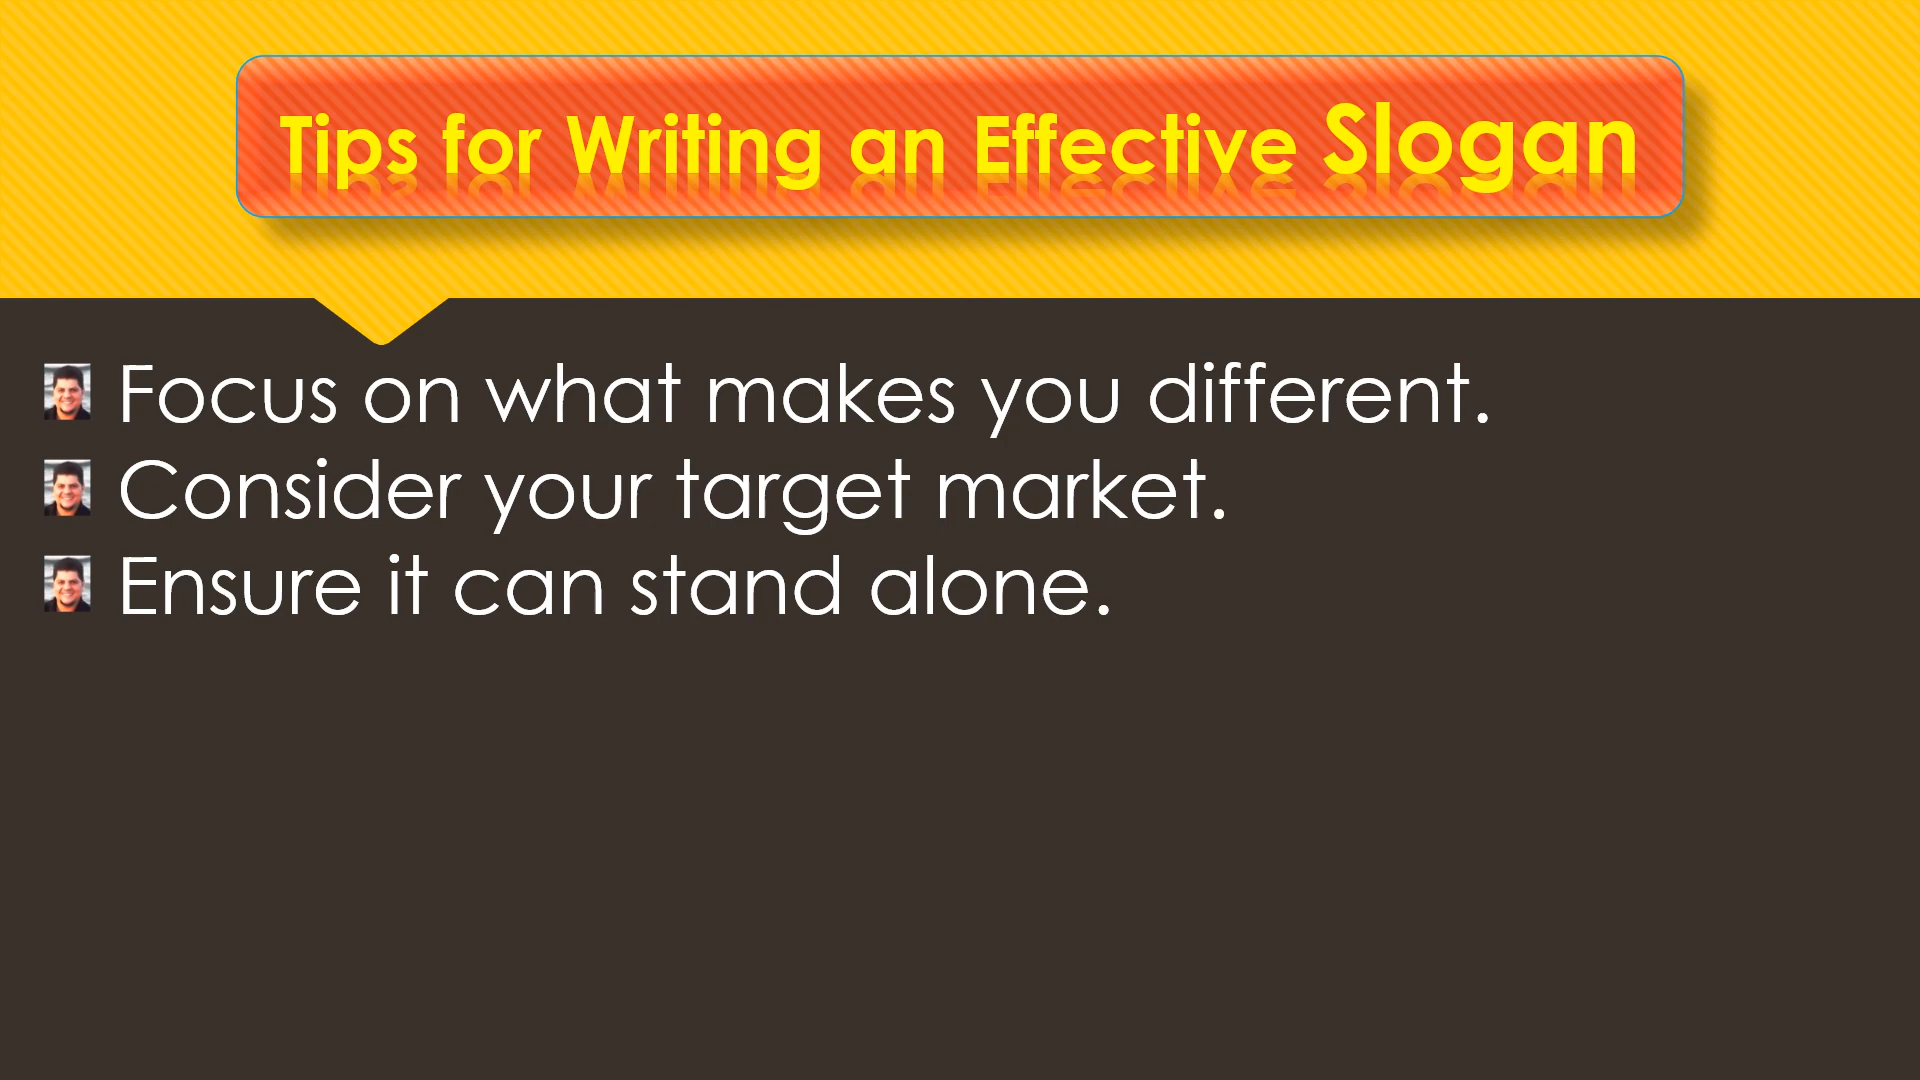 Tips for Writing an Effective Slogan
Focus on what makes you different.
Consider your target market.
Ensure it can stand alone.